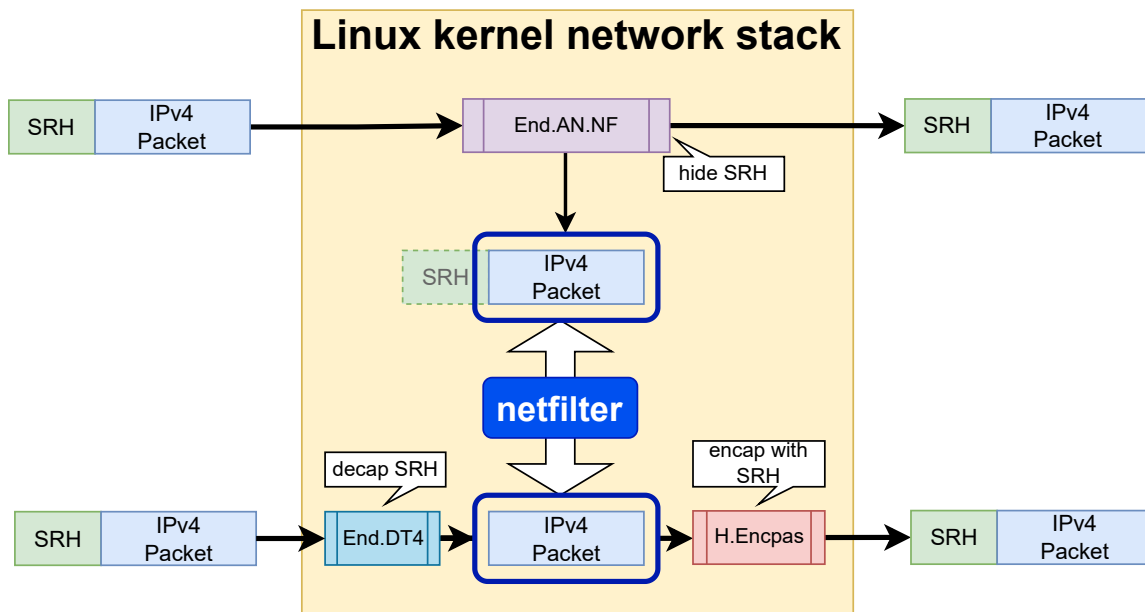 Linux kernel network stack
SRH
IPv4
Packet
End.AN.NF
SRH
IPv4
Packet
hide SRH
SRH
IPv4
Packet
netfilter
decap SRH
encap with
SRH
SRH
IPv4
Packet
End.DT4
IPv4
Packet
H.Encpas
SRH
IPv4
Packet